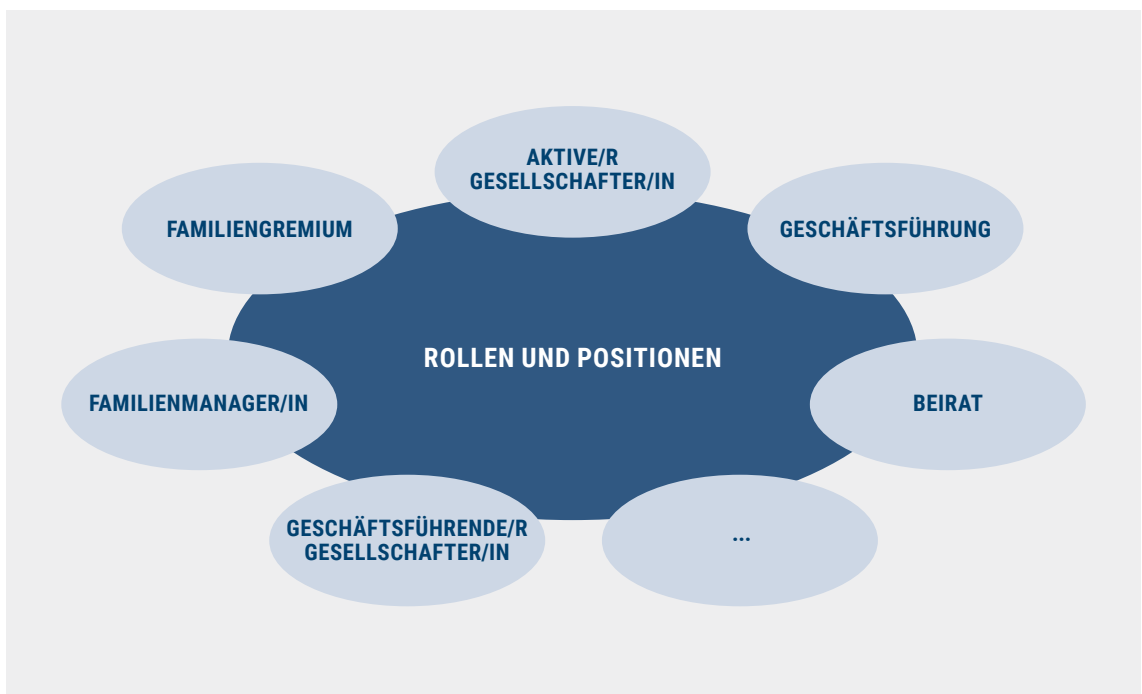 AKTIVE/R
GESELLSCHAFTER/IN
FAMILIENGREMIUM
GESCHÄFTSFÜHRUNG
ROLLEN UND POSITIONEN
FAMILIENMANAGER/IN
BEIRAT
GESCHÄFTSFÜHRENDE/R
GESELLSCHAFTER/IN
...